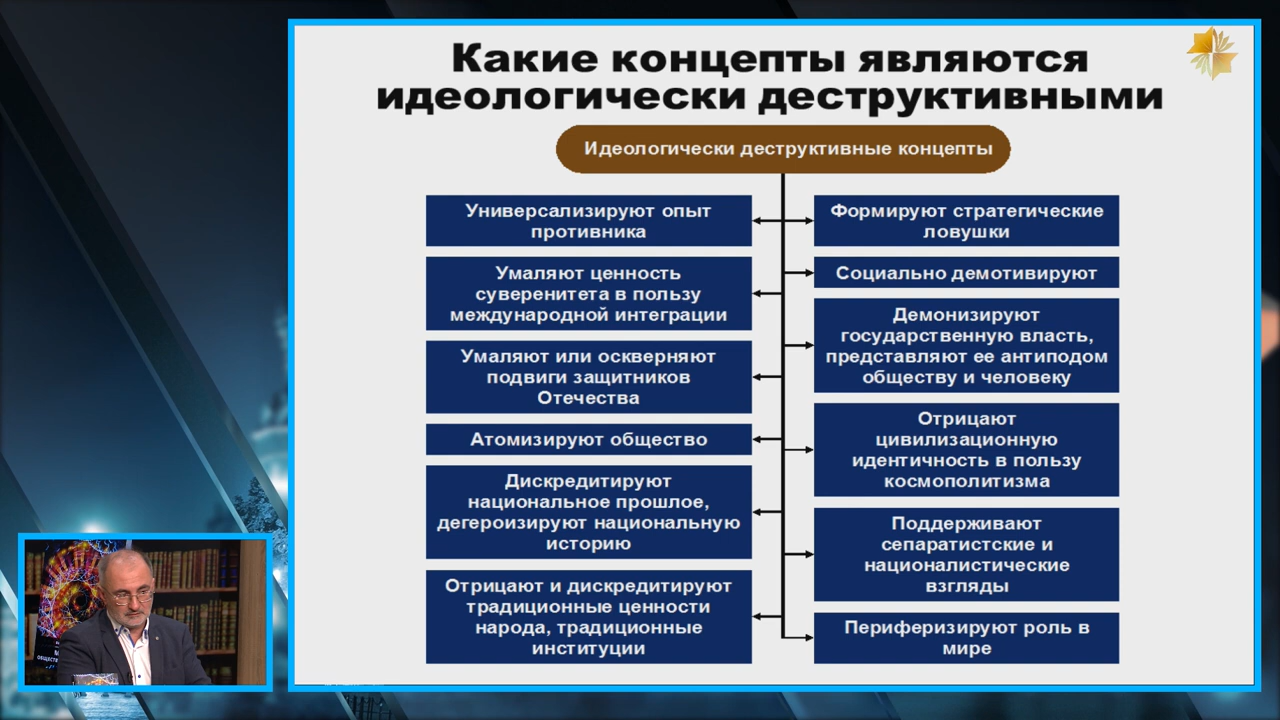 Какие концепты являются
идеологически деструктивными
Идеологически деструктивные концепты
Универсализируют опыт
противника
Умаляют ценность
суверенитета в пользу
международной интеграции
Умаляют или оскверняют
подвиги защитников
Отечества
Атомизируют общество
Дискредитируют
национальное прошлое,
дегероизируют национальную
историю
Отрицают и дискредитируют
традиционные ценности
народа, традиционные
институции
Формируют стратегические
ловушки
Социально демотивируют
Демонизируют
государственную власть,
представляют ее антиподом
обществу и человеку
Отрицают
цивилизационную
идентичность в пользу
космополитизма
Поддерживают
сепаратистские и
националистические
взгляды
Периферизируют роль в
мире